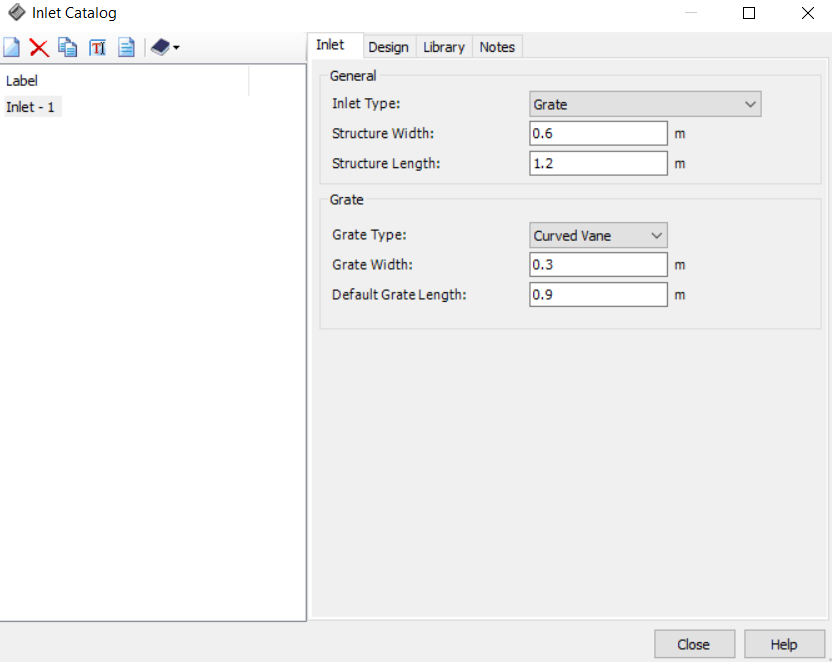 Inlet Catalog
Inlet Design Library Notes
Label
Inlet - 1
General
Inlet Type: Grate
Structure Width: 0.6 m
Structure Length: 1.2 m
Grate
Grate Type: Curved Vane
Grate Width: 0.3 m
Default Grate Length: 0.9 m
Close Help